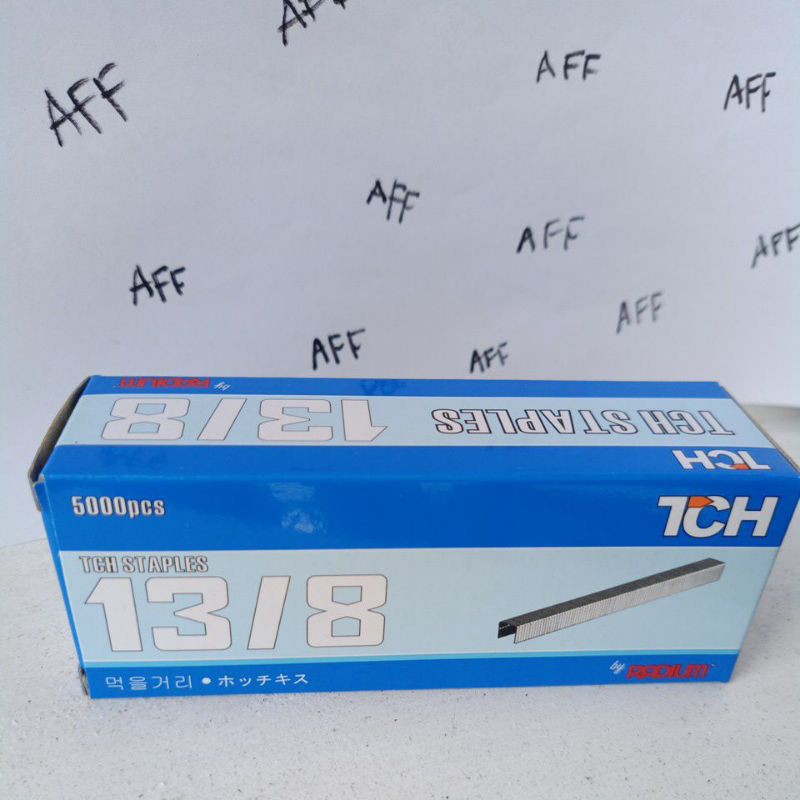 AFF
AFF
AFF
AFF
AFF
AFF
AFF
AFF
AFF
AFF
AFF
by RADIUM
13/8
TCH STAPLES
TCH
5000pcs
TCH
TCH STAPLES
13/8
먹을거리 • ホッチキス
by RADIUM